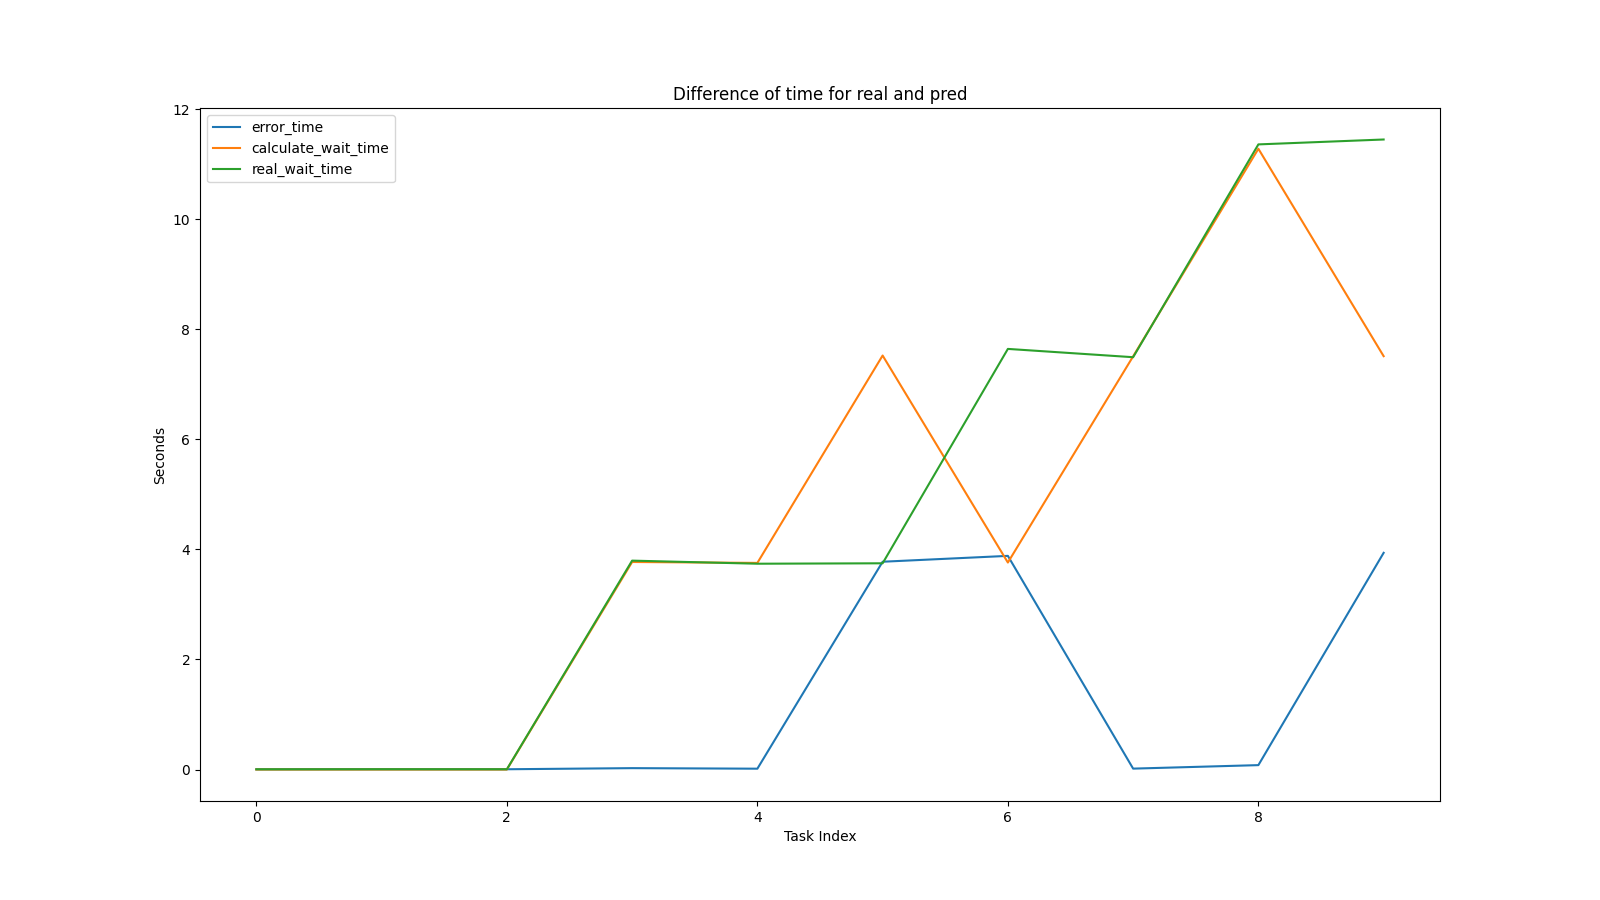 Difference of time for real and pred
12
error_time
calculate_wait_time
real_wait_time
10
8
6
Seconds
4
2
0
0 2 4 6 8
Task Index